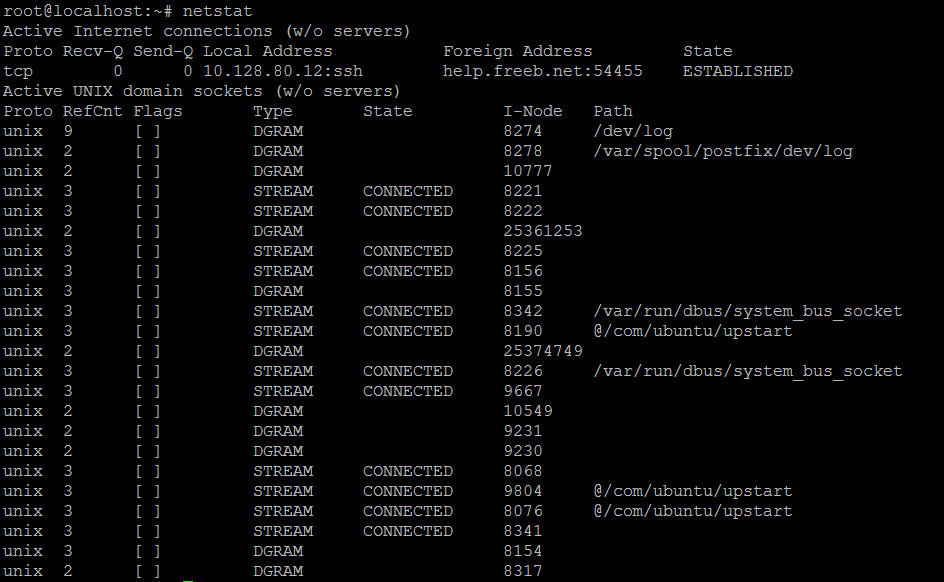 root@localhost:~# netstat
Active Internet connections (w/o servers)
Proto Recv-Q Send-Q Local Address           Foreign Address         State
tcp        0      0 10.128.80.12:ssh        help.freeb.net:54455    ESTABLISHED
Active UNIX domain sockets (w/o servers)
Proto RefCnt Flags       Type       State         I-Node   Path
unix  9      [ ]         DGRAM                    8274     /dev/log
unix  2      [ ]         DGRAM                    8278     /var/spool/postfix/dev/log
unix  2      [ ]         DGRAM                    10777
unix  3      [ ]         STREAM     CONNECTED     8221
unix  3      [ ]         STREAM     CONNECTED     8222
unix  2      [ ]         DGRAM                    25361253
unix  3      [ ]         STREAM     CONNECTED     8225
unix  3      [ ]         STREAM     CONNECTED     8156
unix  3      [ ]         DGRAM                    8155
unix  3      [ ]         STREAM     CONNECTED     8342     /var/run/dbus/system_bus_socket
unix  3      [ ]         STREAM     CONNECTED     8190     @/com/ubuntu/upstart
unix  2      [ ]         DGRAM                    25374749
unix  3      [ ]         STREAM     CONNECTED     8226     /var/run/dbus/system_bus_socket
unix  3      [ ]         STREAM     CONNECTED     9667
unix  2      [ ]         DGRAM                    10549
unix  2      [ ]         DGRAM                    9231
unix  2      [ ]         DGRAM                    9230
unix  3      [ ]         STREAM     CONNECTED     8068
unix  3      [ ]         STREAM     CONNECTED     9804     @/com/ubuntu/upstart
unix  3      [ ]         STREAM     CONNECTED     8076     @/com/ubuntu/upstart
unix  3      [ ]         STREAM     CONNECTED     8341
unix  3      [ ]         DGRAM                    8154
unix  2      [ ]         DGRAM                    8317